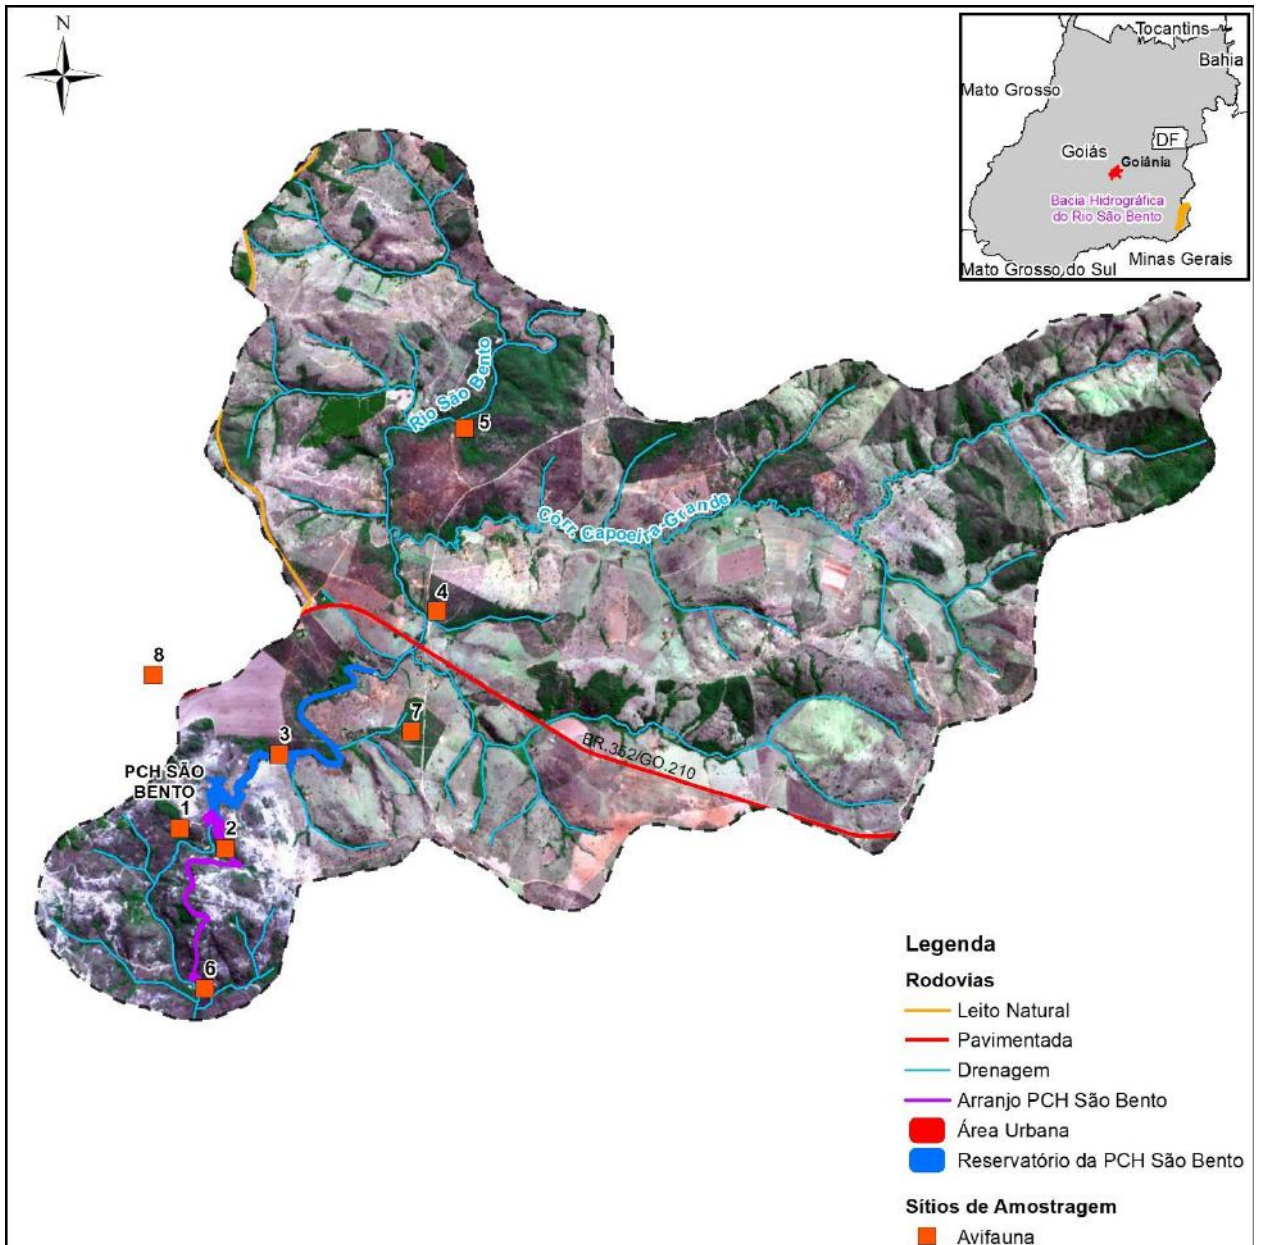 N
Tocantins
Bahia
Mato Grosso
DF
Goiás
Goiânia
Bacia Hidrográfica
do Rio São Bento
Mato Grosso do Sul
Minas Gerais
Rio São Bento
5
Córr. Capoeira-Grande
4
8
7
3
BR.352/GO.210
PCH SÃO
BENTO
1
2
6
Legenda
Rodovias
Leito Natural
Pavimentada
Drenagem
Arranjo PCH São Bento
Área Urbana
Reservatório da PCH São Bento
Sítios de Amostragem
Avifauna